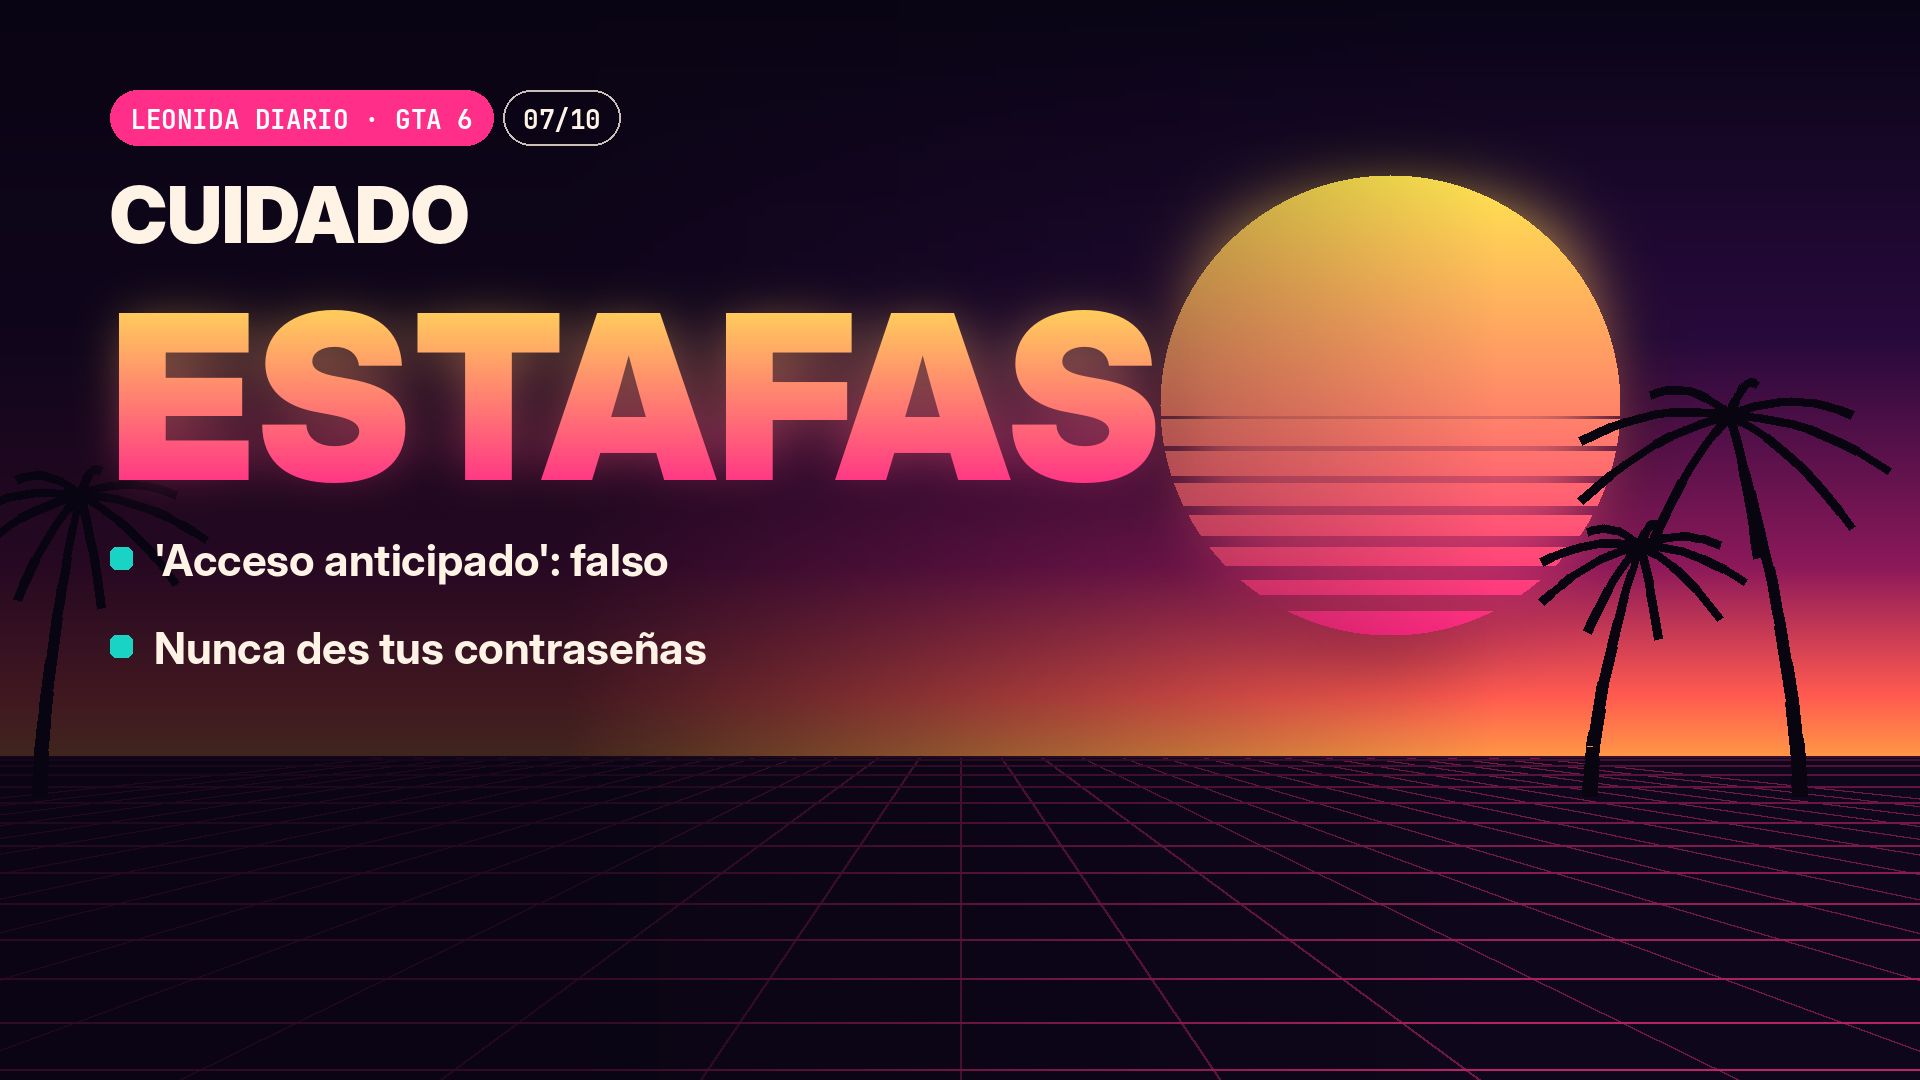 LEONIDA DIARIO · GTA 6
07/10
CUIDADO
ESTAFAS
'Acceso anticipado': falso
Nunca des tus contraseñas